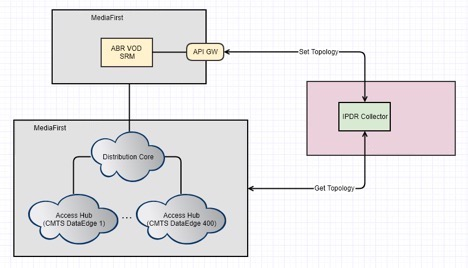 MediaFirst
ABR VOD
SRM
API GW
Set Topology
IPDR Collector
MediaFirst
Distribution Core
Get Topology
Access Hub
(CMTS DataEdge 1)
...
Access Hub
(CMTS DataEdge 400)